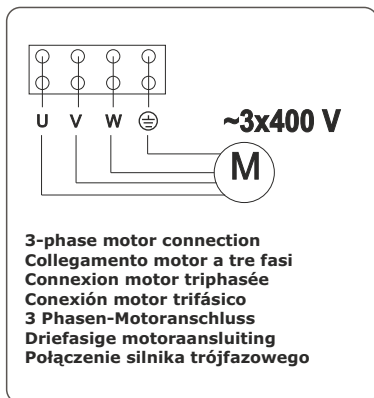 U V W
~3x400 V
M
3-phase motor connection
Collegamento motor a tre fasi
Connexion motor triphasée
Conexión motor trifásico
3 Phasen-Motoranschluss
Driefasige motoraansluiting
Połączenie silnika trójfazowego